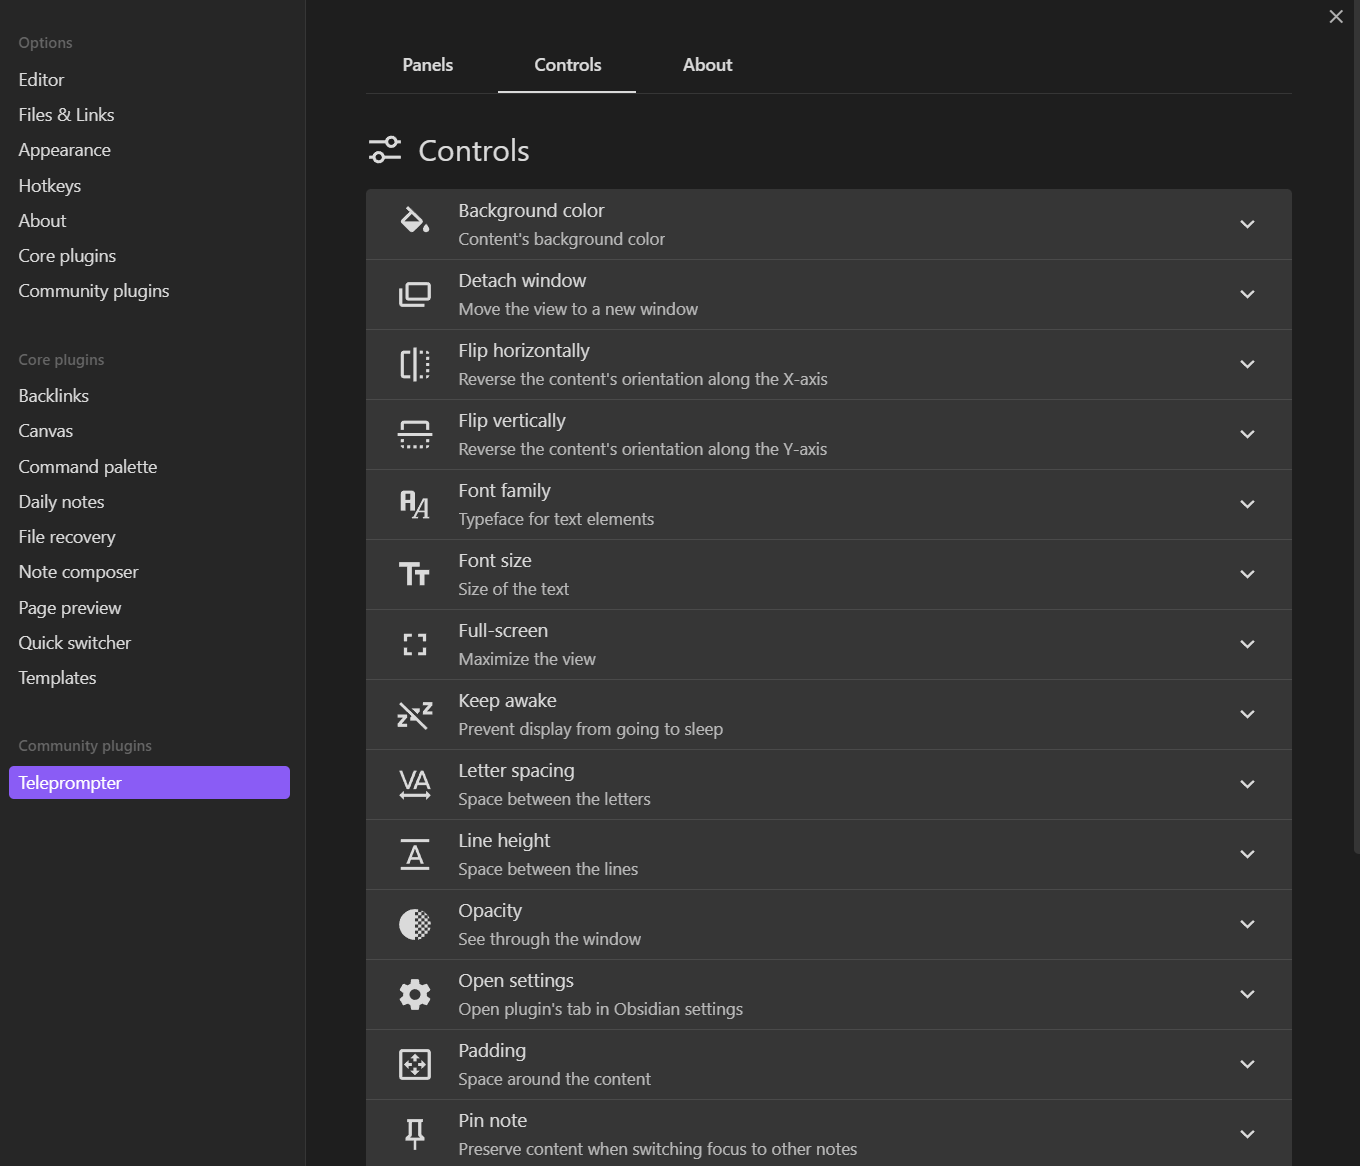 Options
Editor
Files & Links
Appearance
Hotkeys
About
Core plugins
Community plugins
Core plugins
Backlinks
Canvas
Command palette
Daily notes
File recovery
Note composer
Page preview
Quick switcher
Templates
Community plugins
Teleprompter
Panels Controls About
Controls
Background color
Content's background color
Detach window
Move the view to a new window
Flip horizontally
Reverse the content's orientation along the X-axis
Flip vertically
Reverse the content's orientation along the Y-axis
Font family
Typeface for text elements
Font size
Size of the text
Full-screen
Maximize the view
Keep awake
Prevent display from going to sleep
Letter spacing
Space between the letters
Line height
Space between the lines
Opacity
See through the window
Open settings
Open plugin's tab in Obsidian settings
Padding
Space around the content
Pin note
Preserve content when switching focus to other notes